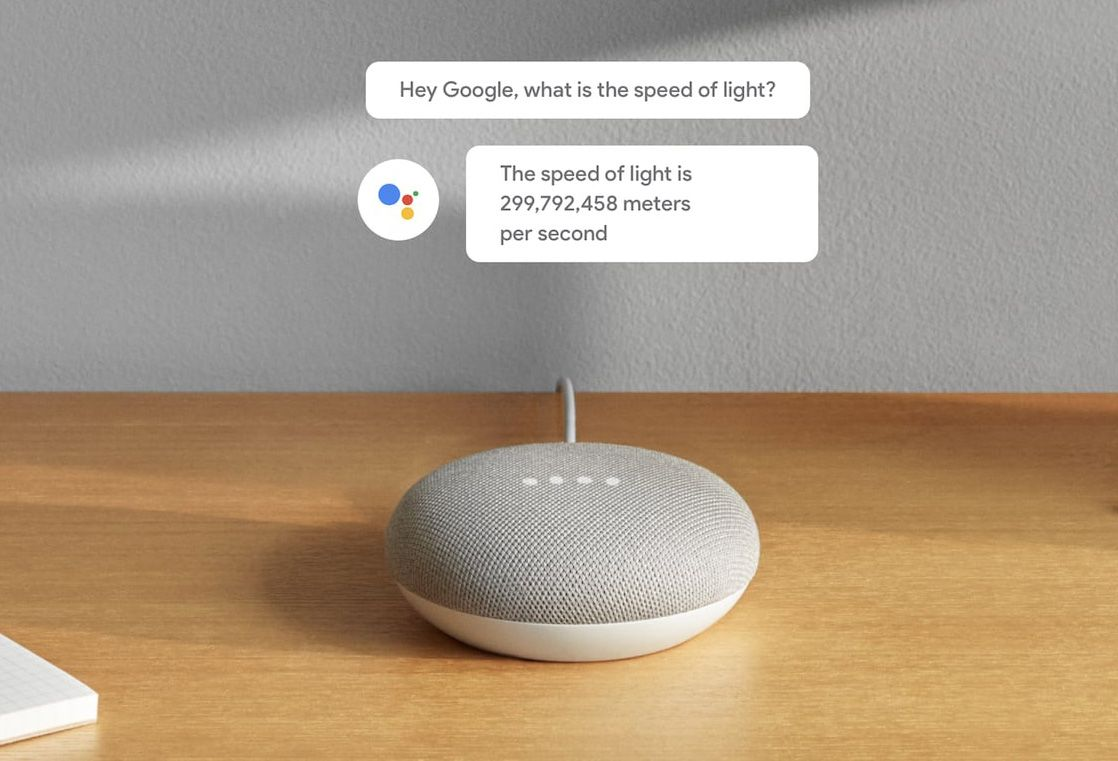 Hey Google, what is the speed of light?
The speed of light is
299,792,458 meters
per second